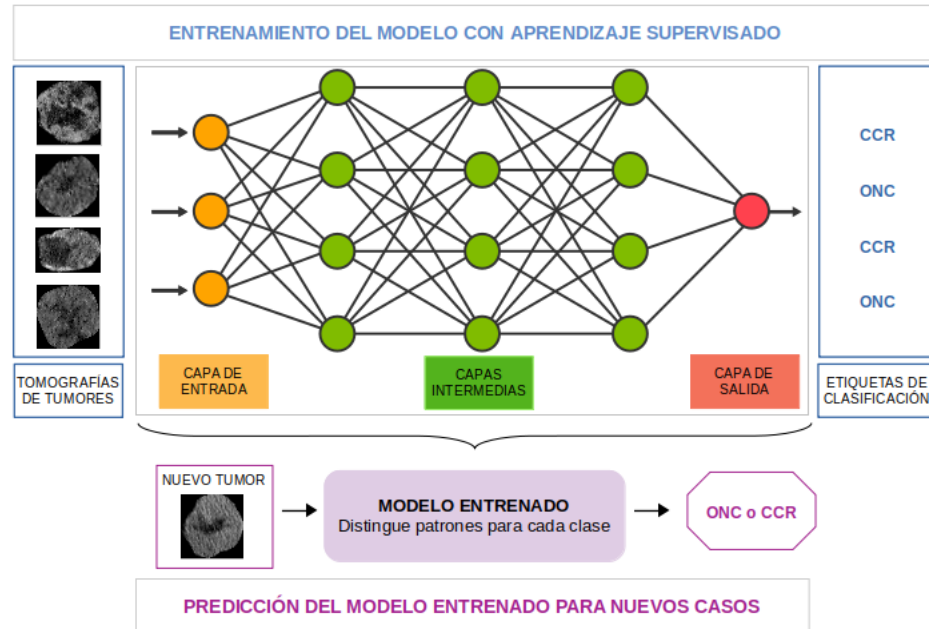 ENTRENAMIENTO DEL MODELO CON APRENDIZAJE SUPERVISADO
CCR
ONC
CCR
ONC
TOMOGRAFÍAS
DE TUMORES
CAPA DE
ENTRADA
CAPAS
INTERMEDIAS
CAPA DE
SALIDA
ETIQUETAS DE
CLASIFICACIÓN
NUEVO TUMOR
MODELO ENTRENADO
Distingue patrones para cada clase
ONC o CCR
PREDICCIÓN DEL MODELO ENTRENADO PARA NUEVOS CASOS